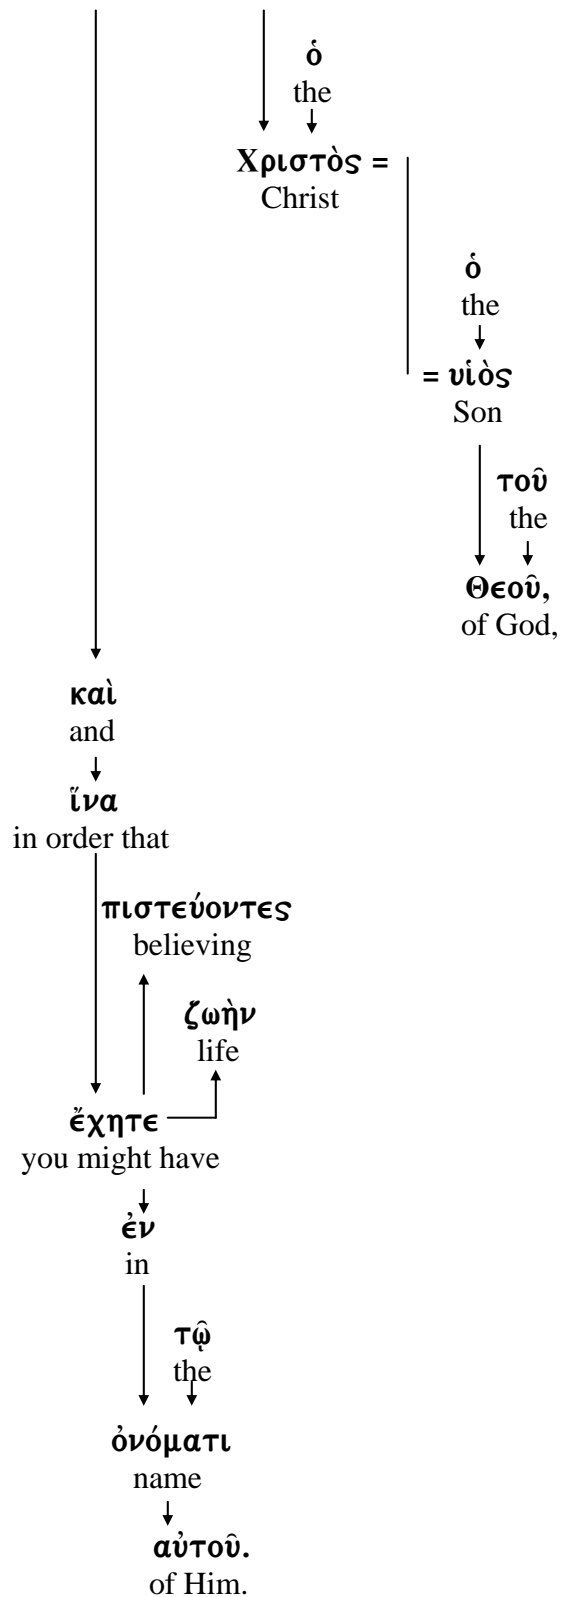 ὁ
the
Χριστὸς =
Christ
ὁ
the
= υἱὸς
Son
τοῦ
the
Θεοῦ,
of God,
καὶ
and
ἵνα
in order that
πιστεύοντες
believing
ζωὴν
life
ἔχητε
you might have
ἐν
in
τῷ
the
ὀνόματι
name
αὐτοῦ.
of Him.